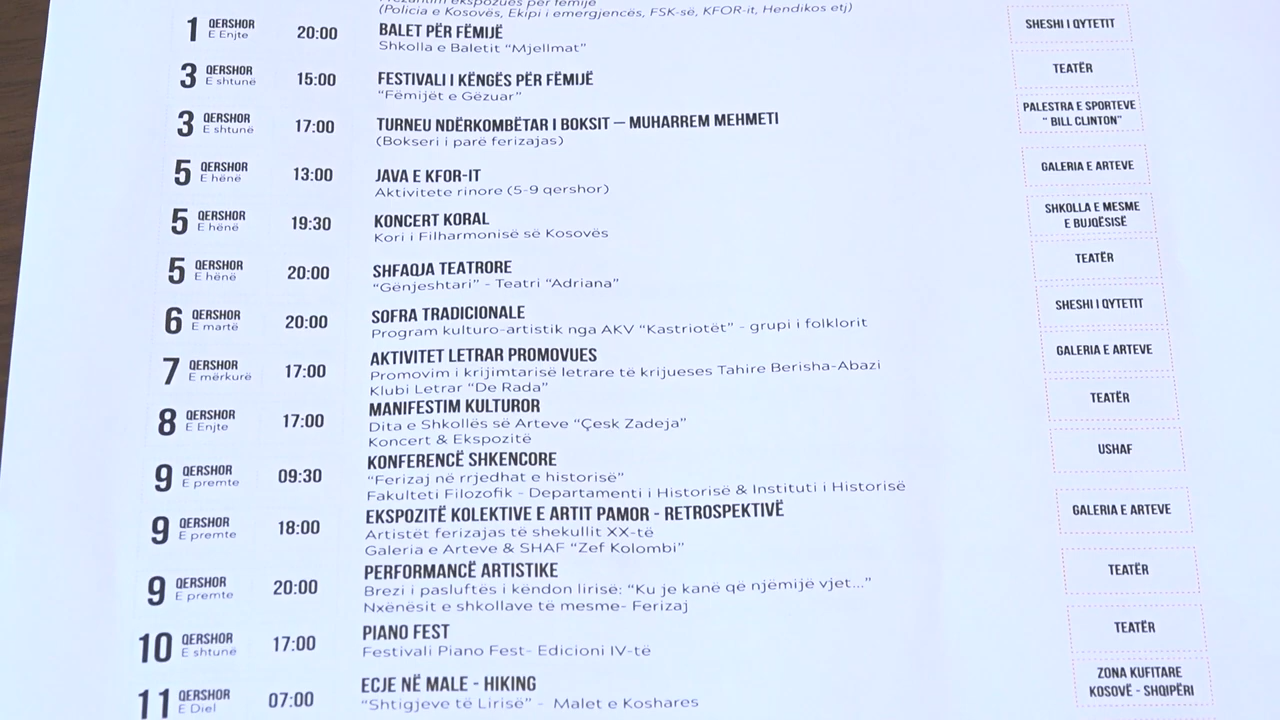 (Policia e Kosovës, Ekipi i emergjencës, FSK-së, KFOR-it, Hendikos etj)
1 QERSHOR E Enjte 20:00 BALET PËR FËMIJË SHESHI I QYTETIT
Shkolla e Baletit “Mjellmat”
3 QERSHOR E shtunë 15:00 FESTIVALI I KËNGËS PËR FËMIJË TEATËR
“Fëmijët e Gëzuar”
3 QERSHOR E shtunë 17:00 TURNEU NDËRKOMBËTAR I BOKSIT – MUHARREM MEHMETI PALESTRA E SPORTEVE
(Bokseri i parë ferizajas) “ BILL CLINTON”
5 QERSHOR E hënë 13:00 JAVA E KFOR-IT GALERIA E ARTEVE
Aktivitete rinore (5-9 qershor)
5 QERSHOR E hënë 19:30 KONCERT KORAL SHKOLLA E MESME
Kori i Filharmonisë së Kosovës E BUJQËSISË
5 QERSHOR E hënë 20:00 SHFAQJA TEATRORE TEATËR
“Gënjeshtari” - Teatri “Adriana”
6 QERSHOR E martë 20:00 SOFRA TRADICIONALE SHESHI I QYTETIT
Program kulturo-artistik nga AKV “Kastriotët” - grupi i folklorit
7 QERSHOR E mërkurë 17:00 AKTIVITET LETRAR PROMOVUES GALERIA E ARTEVE
Promovim i krijimtarisë letrare të krijueses Tahire Berisha-Abazi
Klubi Letrar “De Rada”
8 QERSHOR E Enjte 17:00 MANIFESTIM KULTUROR TEATËR
Dita e Shkollës së Arteve “Çesk Zadeja”
Koncert & Ekspozitë
9 QERSHOR E premte 09:30 KONFERENCË SHKENCORE USHAF
“Ferizaj në rrjedhat e historisë”
Fakulteti Filozofik - Departamenti i Historisë & Instituti i Historisë
9 QERSHOR E premte 18:00 EKSPOZITË KOLEKTIVE E ARTIT PAMOR - RETROSPEKTIVË GALERIA E ARTEVE
Artistët ferizajas të shekullit XX-të
Galeria e Arteve & SHAF “Zef Kolombi”
9 QERSHOR E premte 20:00 PERFORMANCË ARTISTIKE TEATËR
Brezi i pasluftës i këndon lirisë: “Ku je kanë që njëmijë vjet...”
Nxënësit e shkollave të mesme- Ferizaj
10 QERSHOR E shtunë 17:00 PIANO FEST TEATËR
Festivali Piano Fest- Edicioni IV-të
11 QERSHOR E Diel 07:00 ECJE NË MALE - HIKING ZONA KUFITARE
“Shtigjeve të Lirisë” - Malet e Koshares KOSOVË - SHQIPËRI